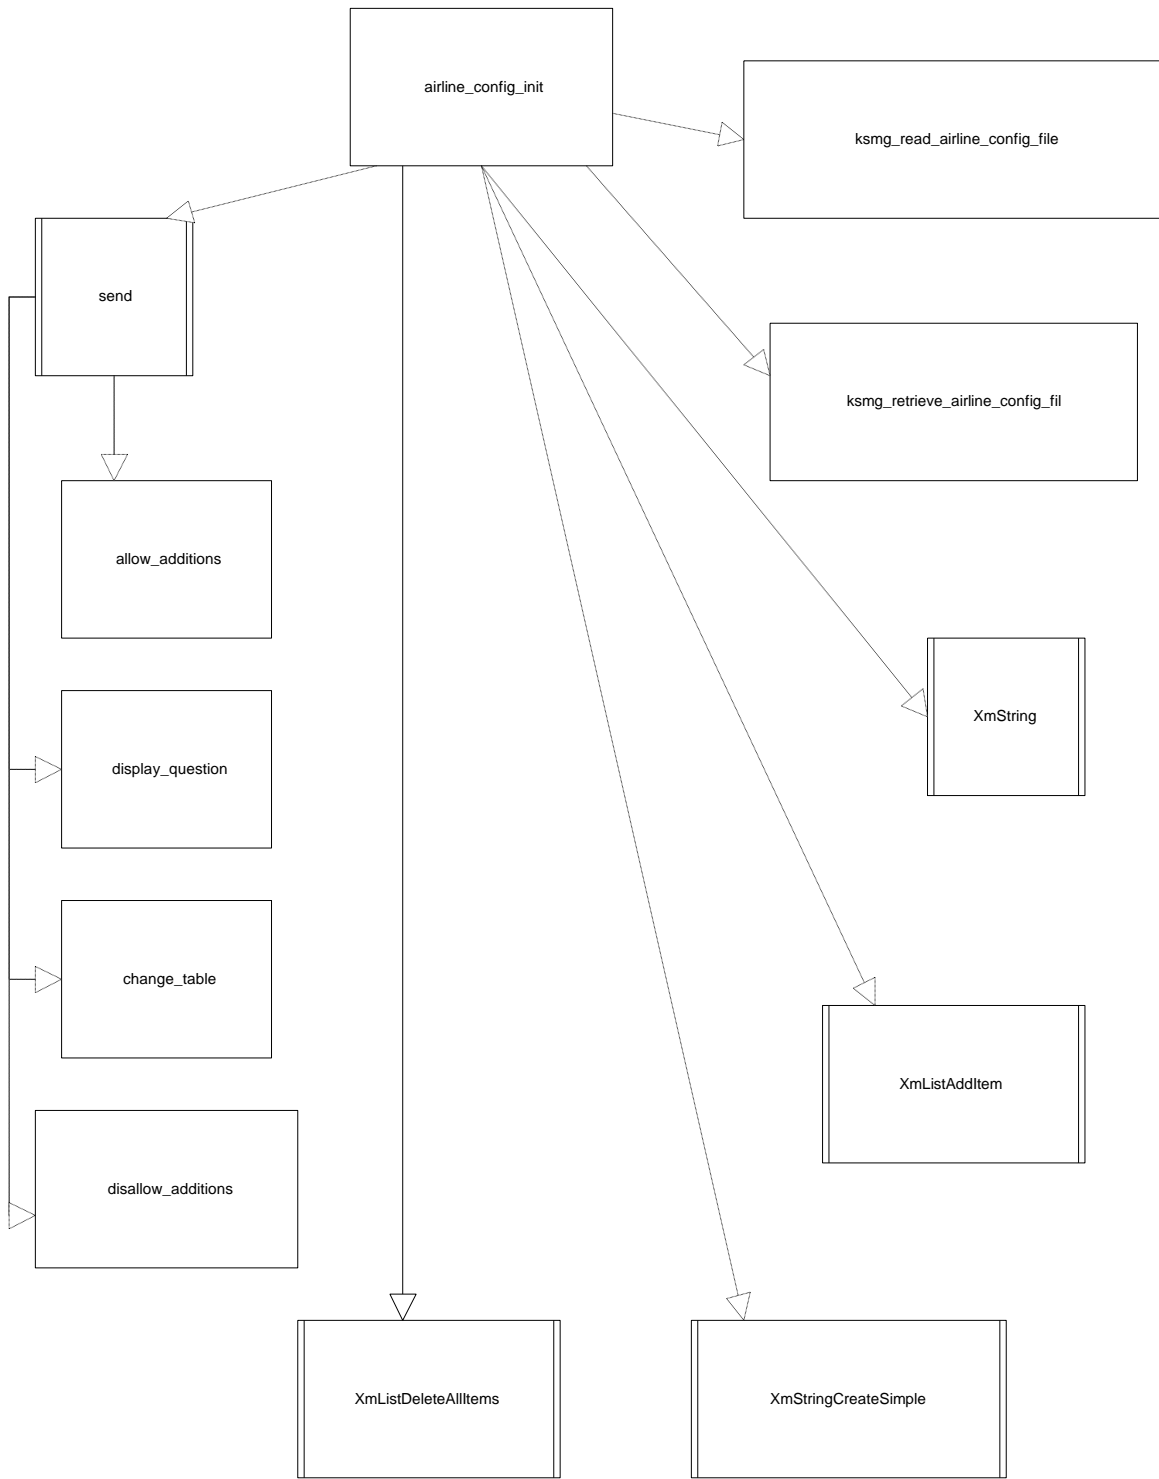 airline_config_init
ksmg_read_airline_config_file
send
ksmg_retrieve_airline_config_fil
allow_additions
XmString
display_question
change_table
XmListAddItem
disallow_additions
XmListDeleteAllItems
XmStringCreateSimple